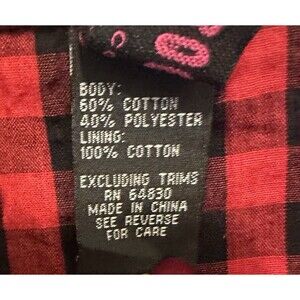 BODY:
60% COTTON
40% POLYESTER
LINING:
100% COTTON
EXCLUDING TRIMS
RN 64830
MADE IN CHINA
SEE REVERSE
FOR CARE